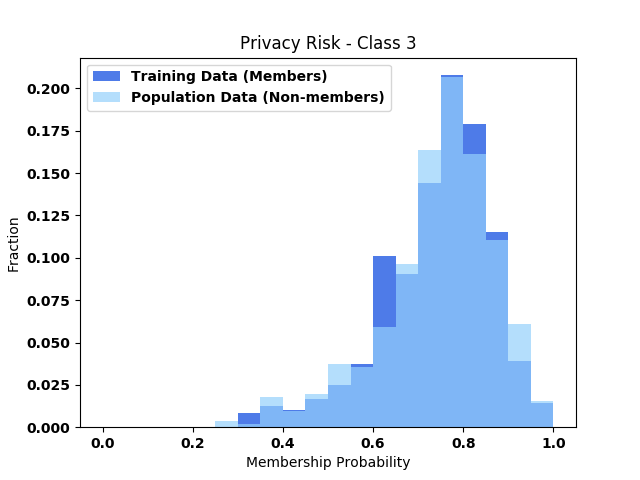 Privacy Risk - Class 3
Training Data (Members)
Population Data (Non-members)
0.200
0.175
0.150
0.125
0.100
0.075
0.050
0.025
0.000
Fraction
0.0 0.2 0.4 0.6 0.8 1.0
Membership Probability